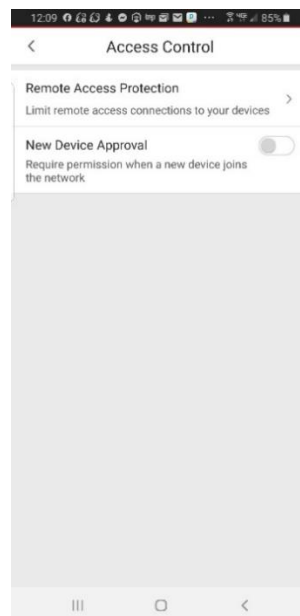 12:09 ··· 85%
Access Control
Remote Access Protection
Limit remote access connections to your devices
New Device Approval
Require permission when a new device joins
the network